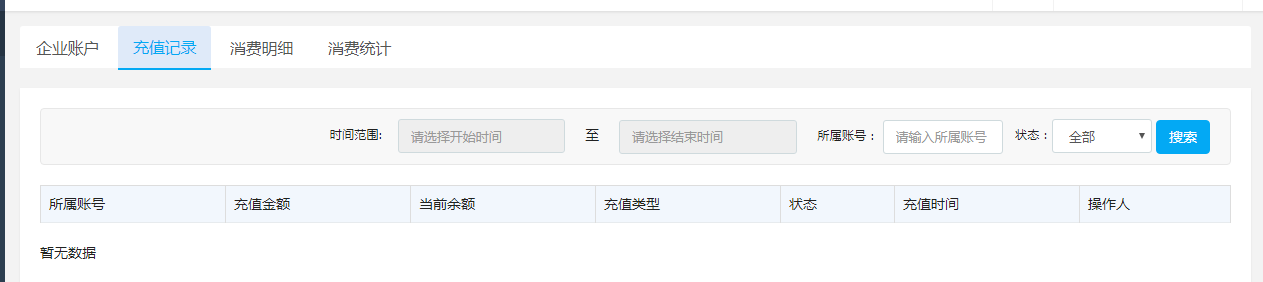 企业账户 充值记录 消费明细 消费统计
时间范围: 请选择开始时间 至 请选择结束时间 所属账号： 请输入所属账号 状态： 全部 搜索
所属账号 充值金额 当前余额 充值类型 状态 充值时间 操作人
暂无数据